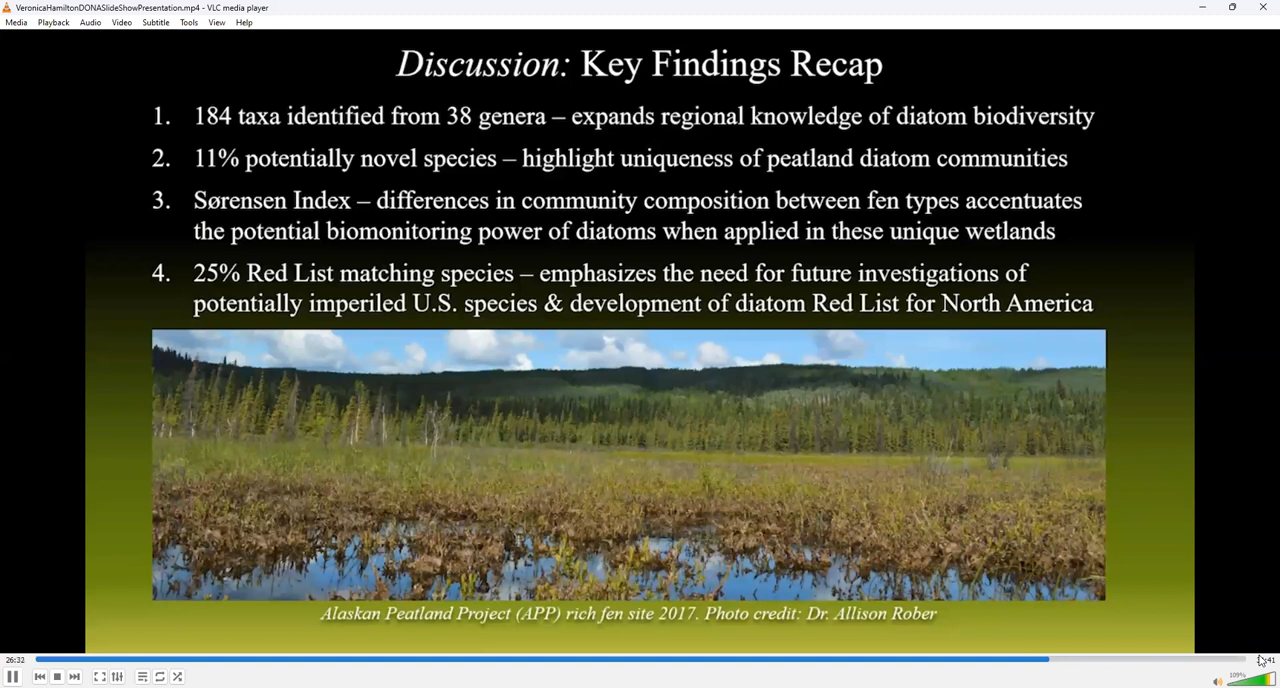 VeronicaHamiltonDONASlideShowPresentation.mp4 - VLC media player
Media Playback Audio Video Subtitle Tools View Help
Discussion: Key Findings Recap
1. 184 taxa identified from 38 genera – expands regional knowledge of diatom biodiversity
2. 11% potentially novel species – highlight uniqueness of peatland diatom communities
3. Sørensen Index – differences in community composition between fen types accentuates
the potential biomonitoring power of diatoms when applied in these unique wetlands
4. 25% Red List matching species – emphasizes the need for future investigations of
potentially imperiled U.S. species & development of diatom Red List for North America
Alaskan Peatland Project (APP) rich fen site 2017. Photo credit: Dr. Allison Rober
26:32
109%